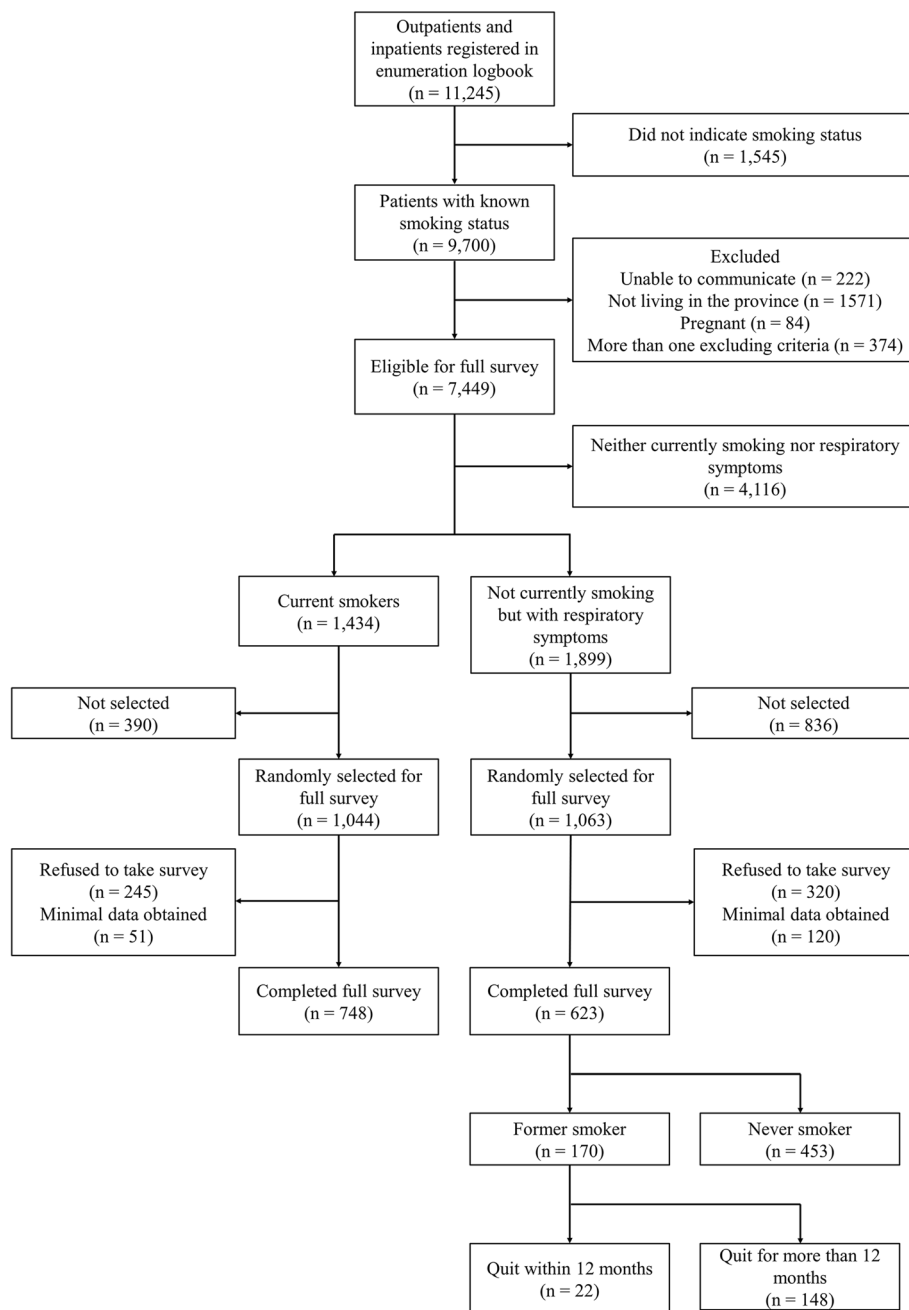 Outpatients and
inpatients registered in
enumeration logbook
(n = 11,245)
Did not indicate smoking status
(n = 1,545)
Patients with known
smoking status
(n = 9,700)
Excluded
Unable to communicate (n = 222)
Not living in the province (n = 1571)
Pregnant (n = 84)
More than one excluding criteria (n = 374)
Eligible for full survey
(n = 7,449)
Neither currently smoking nor respiratory
symptoms
(n = 4,116)
Current smokers
(n = 1,434)
Not currently smoking
but with respiratory
symptoms
(n = 1,899)
Not selected
(n = 390)
Not selected
(n = 836)
Randomly selected for
full survey
(n = 1,044)
Randomly selected for
full survey
(n = 1,063)
Refused to take survey
(n = 245)
Minimal data obtained
(n = 51)
Refused to take survey
(n = 320)
Minimal data obtained
(n = 120)
Completed full survey
(n = 748)
Completed full survey
(n = 623)
Former smoker
(n = 170)
Never smoker
(n = 453)
Quit within 12 months
(n = 22)
Quit for more than 12
months
(n = 148)